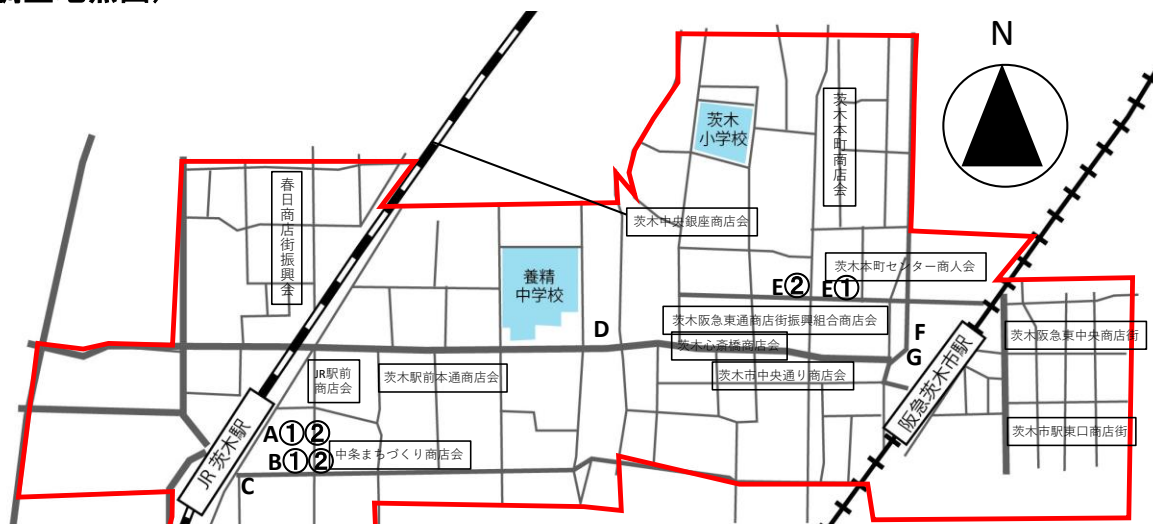 N
茨木
小学校
茨木本町商店会
春日商店街振興会
茨木中央銀座商店会
養精
中学校
茨木本町センター商人会
E② E①
茨木阪急東通商店街振興組合商店会
D
F
茨木阪急東中央商店街
茨木心斎橋商店会
G
JR駅前
商店会
茨木駅前本通商店会
茨木市中央通り商店会
阪急茨木市駅
JR 茨木駅
A①②
茨木市駅東口商店街
B①②
中条まちづくり商店会
C